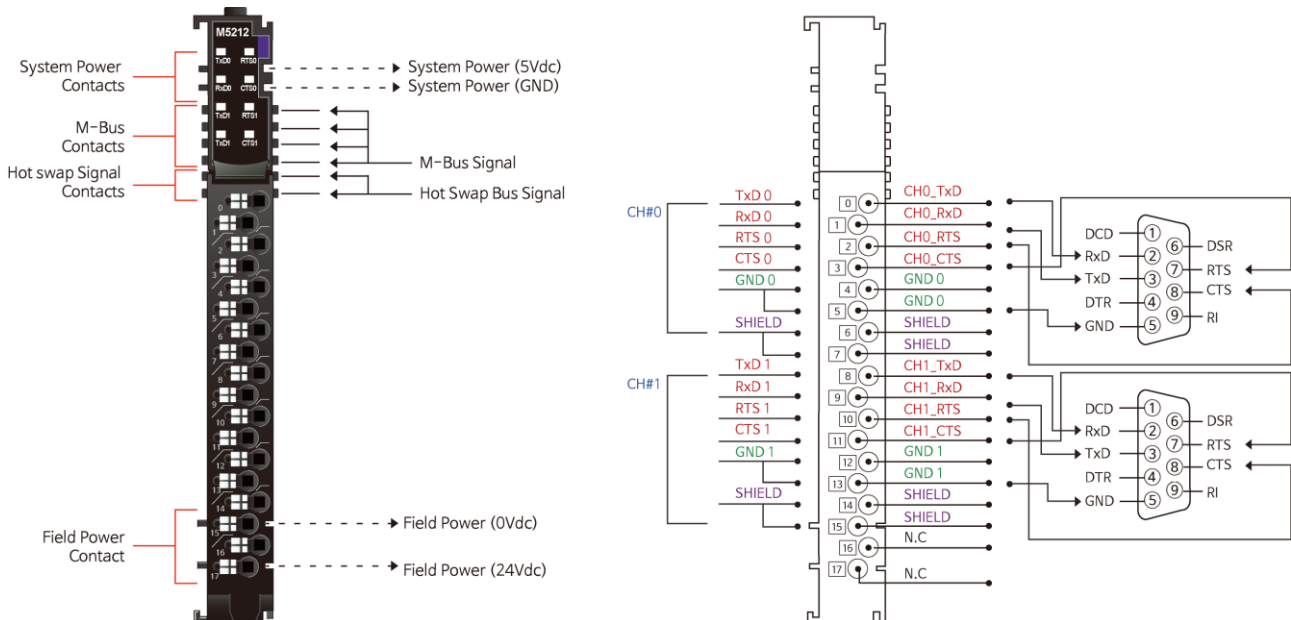 M5212
TxD0 RTS0
RxD0 CTS0
TxD1 RTS1
TxD1 CTS1
System Power
Contacts
M-Bus
Contacts
Hot swap Signal
Contacts
System Power (5Vdc)
System Power (GND)
M-Bus Signal
Hot Swap Bus Signal
0
1
2
3
4
5
6
7
8
9
10
11
12
13
14
15
16
17
Field Power
Contact
Field Power (0Vdc)
Field Power (24Vdc)
CH#0
TxD 0
RxD 0
RTS 0
CTS 0
GND 0
SHIELD
CH#1
TxD 1
RxD 1
RTS 1
CTS 1
GND 1
SHIELD
0 CH0_TxD
1 CH0_RxD
2 CH0_RTS
3 CH0_CTS
4 GND 0
5 GND 0
6 SHIELD
7 SHIELD
8 CH1_TxD
9 CH1_RxD
10 CH1_RTS
11 CH1_CTS
12 GND 1
13 GND 1
14 SHIELD
15 SHIELD
16 N.C
17 N.C
DCD 1
6 DSR
RxD 2
7 RTS
TxD 3
8 CTS
DTR 4
9 RI
GND 5
DCD 1
6 DSR
RxD 2
7 RTS
TxD 3
8 CTS
DTR 4
9 RI
GND 5